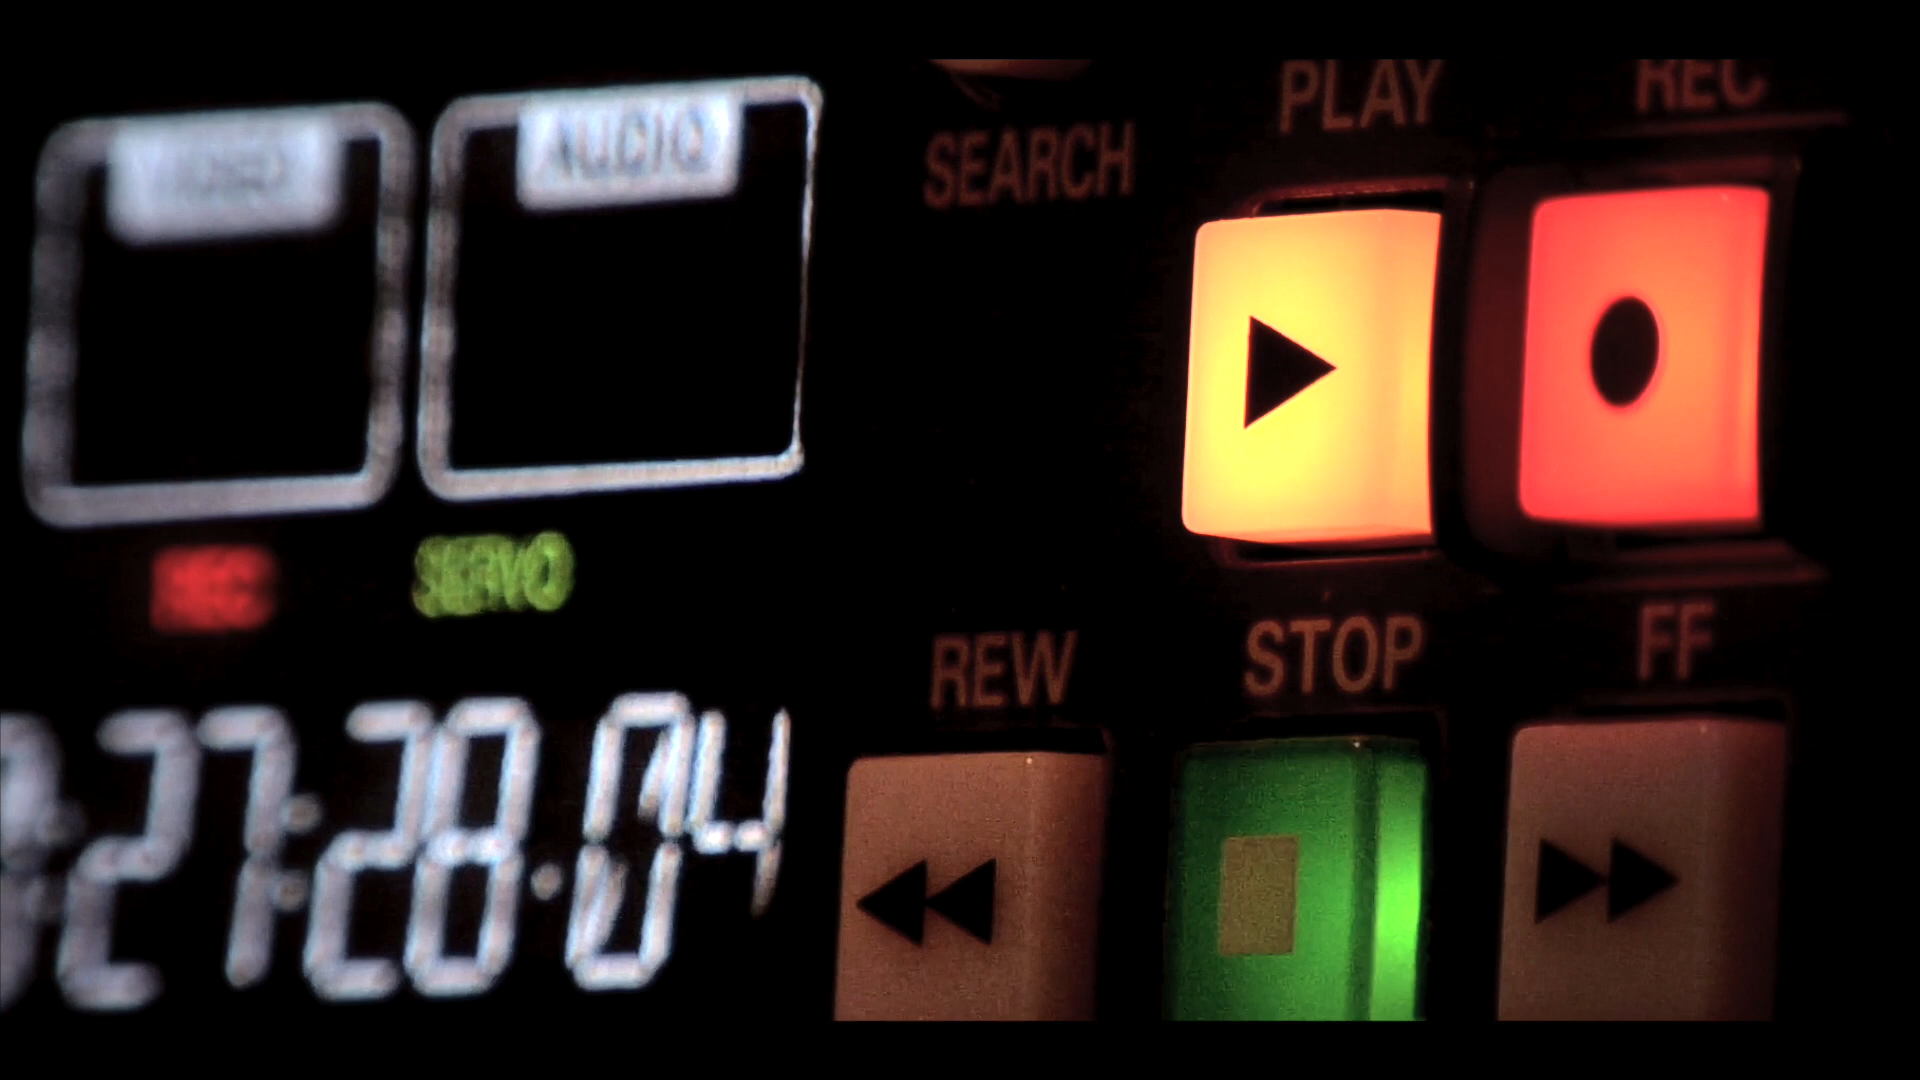 VIDEO AUDIO
SEARCH
PLAY
REC
REC SERVO
REW
STOP
FF
27:28.04